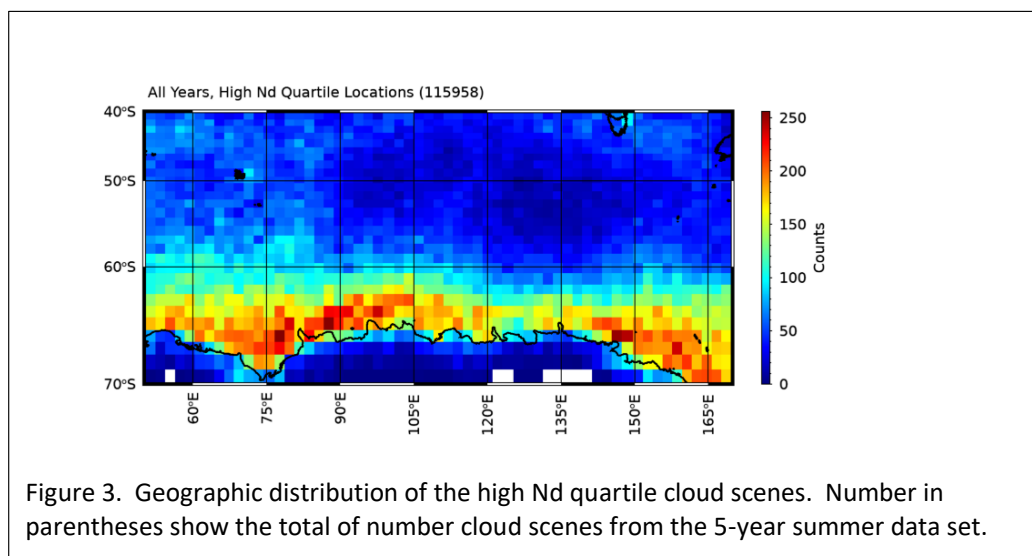 All Years, High Nd Quartile Locations (115958)
40°S
50°S
60°S
70°S
60°E
75°E
90°E
105°E
120°E
135°E
150°E
165°E
250
200
150
100
50
0
Counts
Figure 3.  Geographic distribution of the high Nd quartile cloud scenes.  Number in
parentheses show the total of number cloud scenes from the 5-year summer data set.